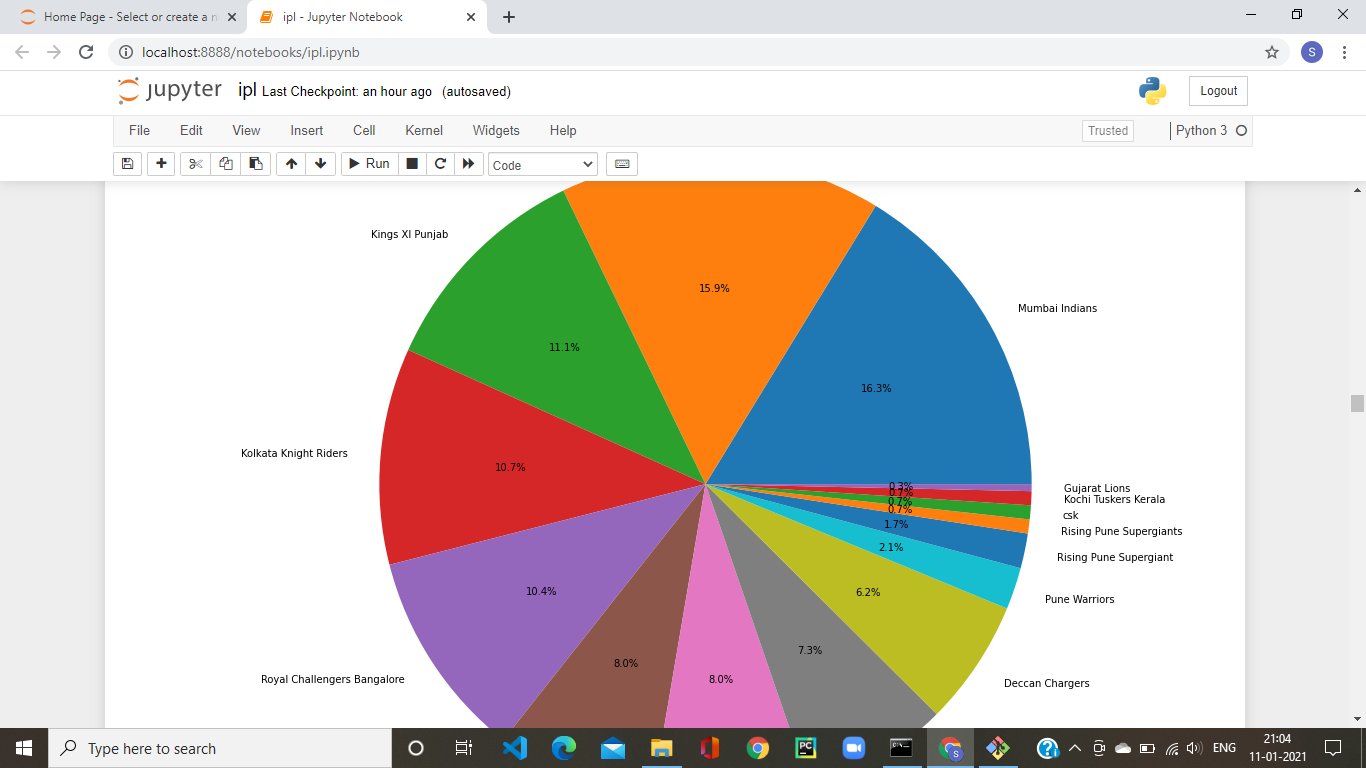 Home Page - Select or create a n
ipl - Jupyter Notebook
localhost:8888/notebooks/ipl.ipynb
S
jupyter ipl Last Checkpoint: an hour ago (autosaved)
Logout
File Edit View Insert Cell Kernel Widgets Help
Trusted
Python 3
Run
Code
Kings XI Punjab
15.9%
Mumbai Indians
11.1%
16.3%
Kolkata Knight Riders
10.7%
0.3%
Gujarat Lions
0.7%
Kochi Tuskers Kerala
0.7%
csk
0.7%
Rising Pune Supergiants
1.7%
Rising Pune Supergiant
2.1%
Pune Warriors
10.4%
6.2%
7.3%
8.0%
8.0%
Royal Challengers Bangalore
Deccan Chargers
Type here to search
PC
S
ENG
21:04
11-01-2021